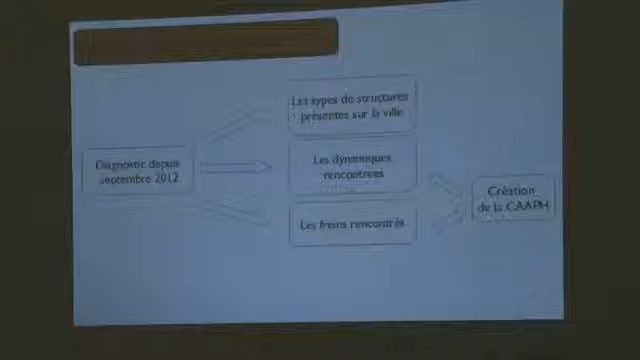 Diagnostic depuis
septembre 2012
Les types de structures
présentes sur la ville
Les dynamiques
rencontrées
Les freins rencontrés
Création
de la CAAPH